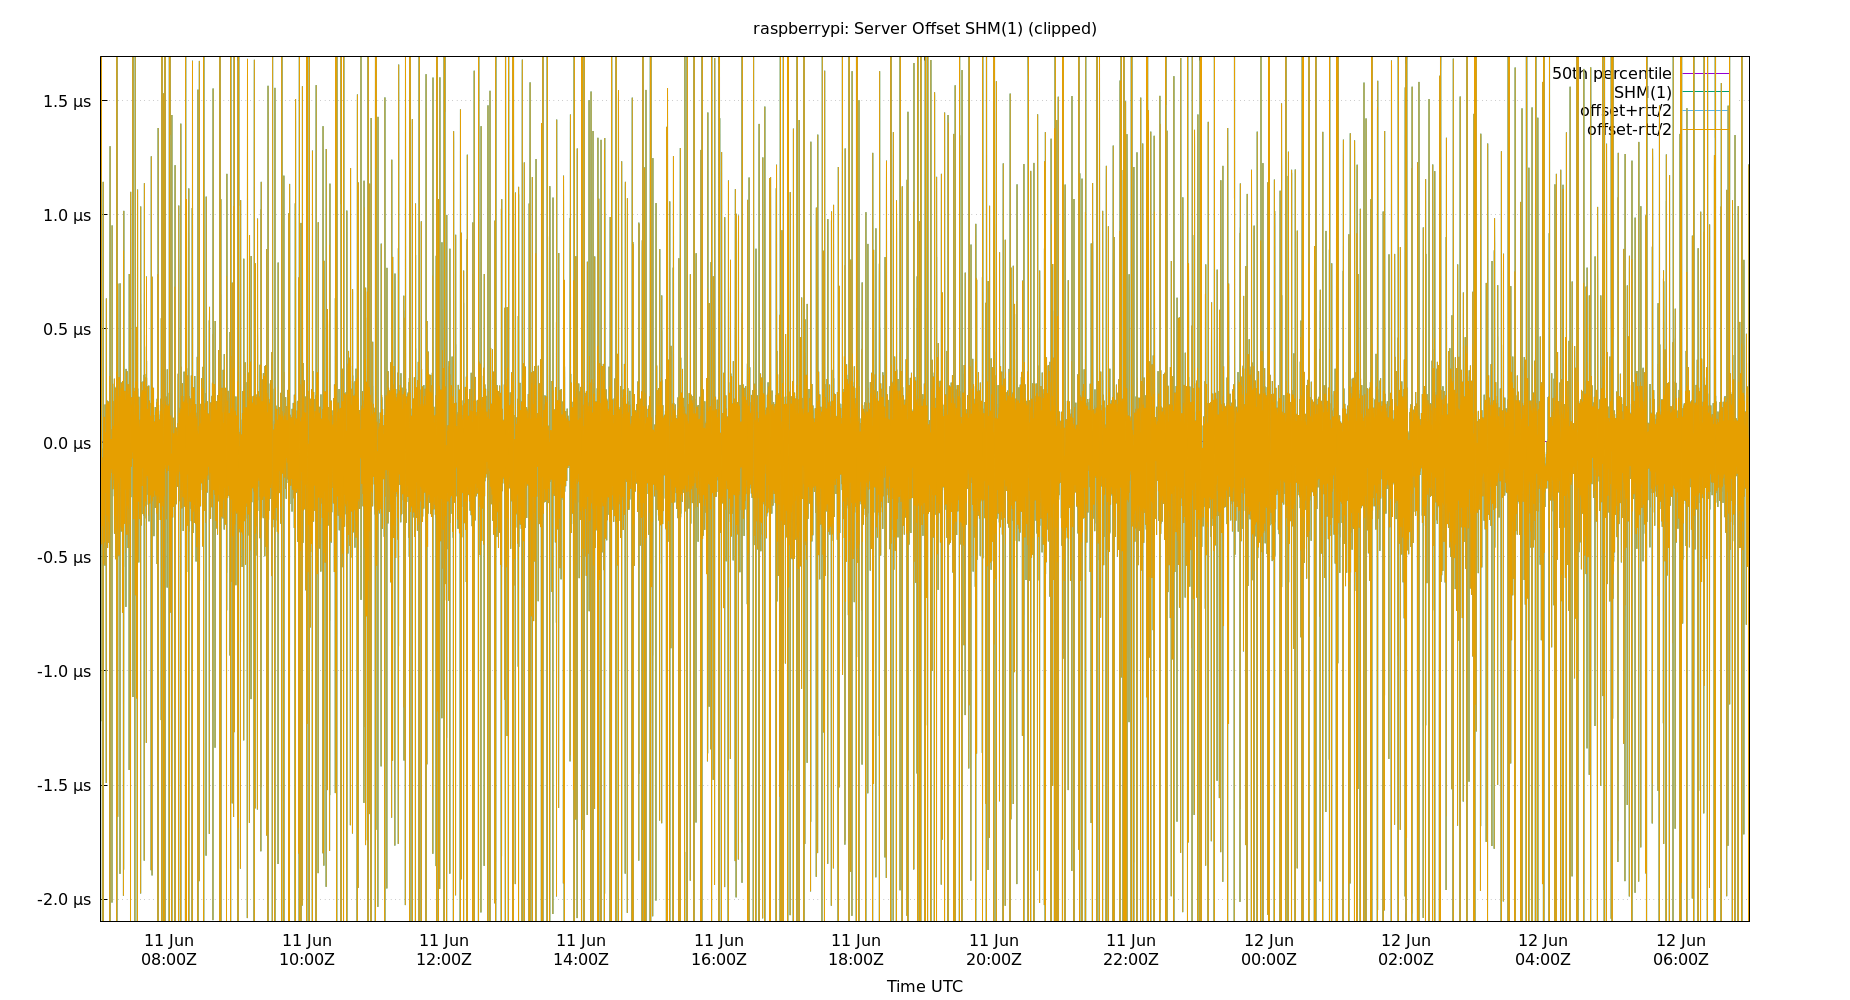 raspberrypi: Server Offset SHM(1) (clipped)
50th percentile
SHM(1)
offset+rtt/2
offset-rtt/2
1.5 µs
1.0 µs
0.5 µs
0.0 µs
-0.5 µs
-1.0 µs
-1.5 µs
-2.0 µs
11 Jun 11 Jun 11 Jun 11 Jun 11 Jun 11 Jun 11 Jun 11 Jun 12 Jun 12 Jun 12 Jun 12 Jun
08:00Z 10:00Z 12:00Z 14:00Z 16:00Z 18:00Z 20:00Z 22:00Z 00:00Z 02:00Z 04:00Z 06:00Z
Time UTC